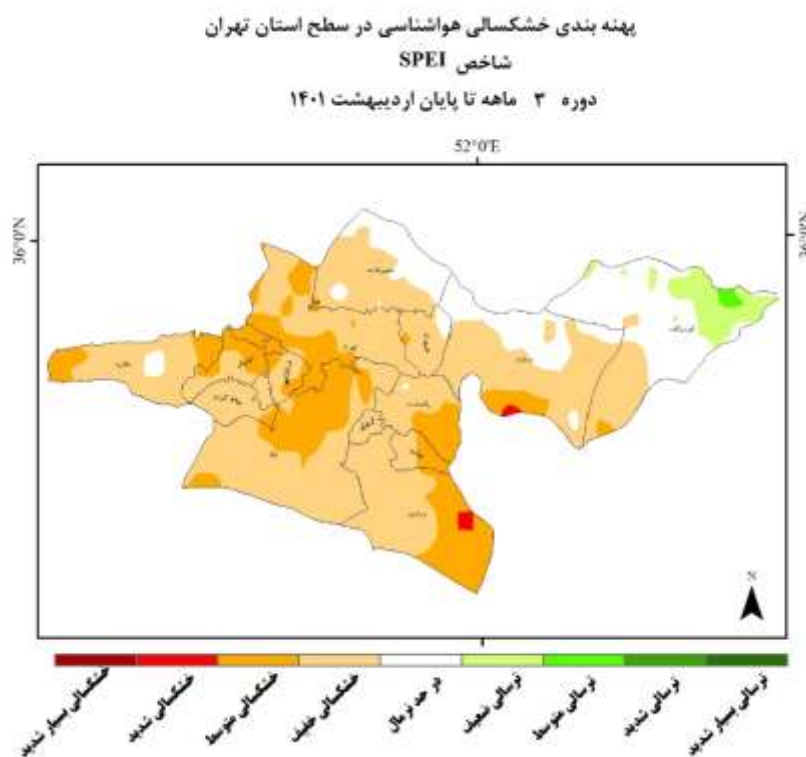 پهنه بندی خشکسالی هواشناسی در سطح استان تهران
شاخص SPEI
دوره ۳ ماهه تا پایان اردیبهشت ۱۴۰۱
52°0'E
36°0'N
36°0'N
N
خشکسالی بسیار شدید
خشکسالی شدید
خشکسالی متوسط
خشکسالی خفیف
در حد نرمال
ترسالی ضعیف
ترسالی متوسط
ترسالی شدید
ترسالی بسیار شدید